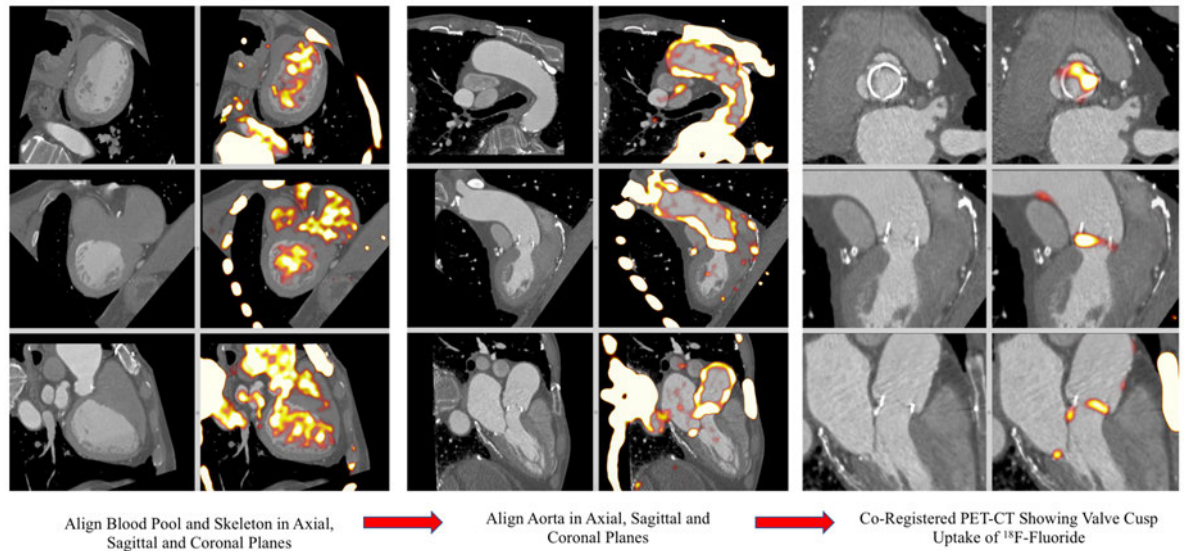 Align Blood Pool and Skeleton in Axial,
Sagittal and Coronal Planes
Align Aorta in Axial, Sagittal and
Coronal Planes
Co-Registered PET-CT Showing Valve Cusp
Uptake of ¹⁸F-Fluoride